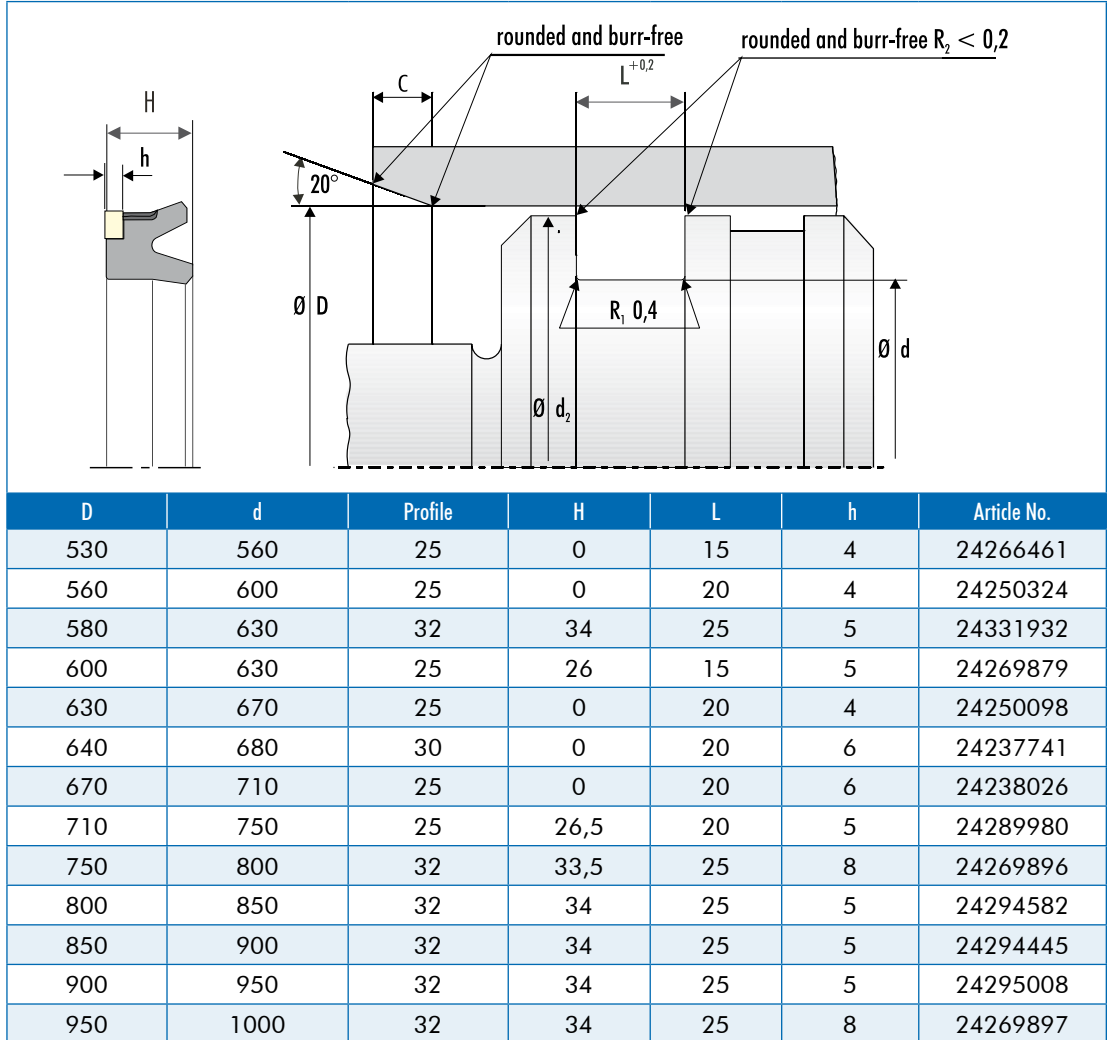 rounded and burr-free
rounded and burr-free R₂ < 0,2
L⁺⁰,²
C
H
h
20°
Ø D
R₁ 0,4
Ø d
Ø d₂
D d Profile H L h Article No.
530 560 25 0 15 4 24266461
560 600 25 0 20 4 24250324
580 630 32 34 25 5 24331932
600 630 25 26 15 5 24269879
630 670 25 0 20 4 24250098
640 680 30 0 20 6 24237741
670 710 25 0 20 6 24238026
710 750 25 26,5 20 5 24289980
750 800 32 33,5 25 8 24269896
800 850 32 34 25 5 24294582
850 900 32 34 25 5 24294445
900 950 32 34 25 5 24295008
950 1000 32 34 25 8 24269897